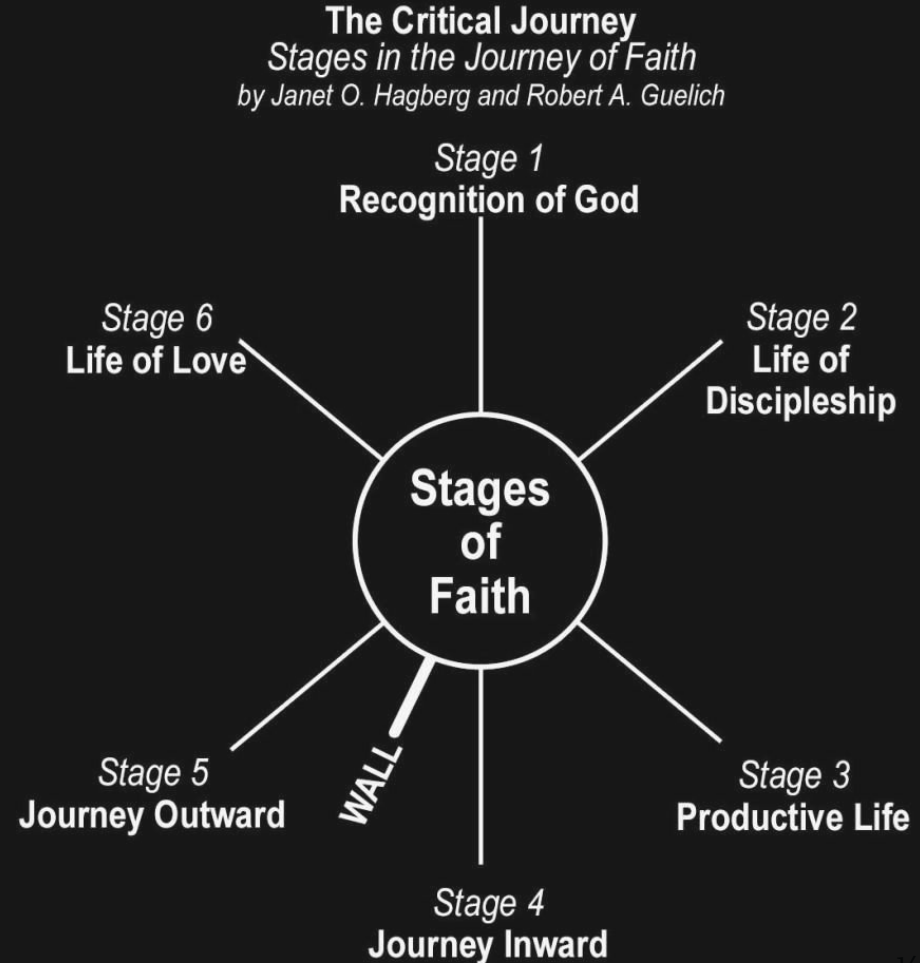 The Critical Journey
Stages in the Journey of Faith
by Janet O. Hagberg and Robert A. Guelich
Stage 1
Recognition of God
Stage 2
Life of
Discipleship
Stage 3
Productive Life
Stage 4
Journey Inward
WALL
Stage 5
Journey Outward
Stage 6
Life of Love
Stages
of
Faith